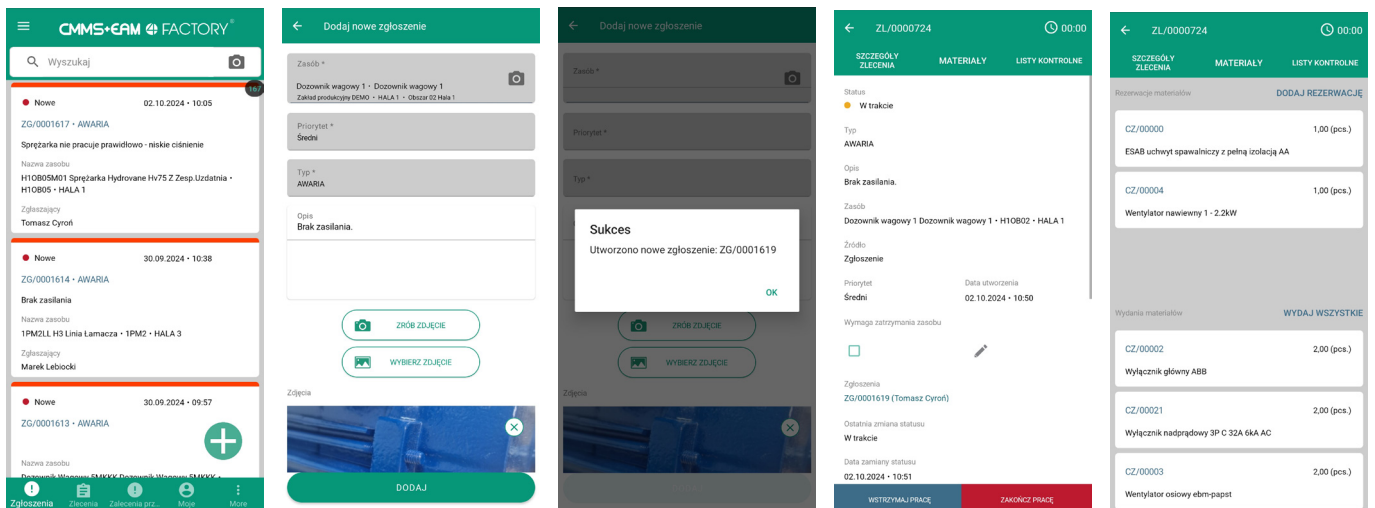 CMMS+EAM FACTORY®
Wyszukaj
167
Nowe 02.10.2024 • 10:05
ZG/0001617 • AWARIA
Sprężarka nie pracuje prawidłowo - niskie ciśnienie
Nazwa zasobu
H1OB05M01 Sprężarka Hydrovane Hv75 Z Zesp.Uzdatnia •
H1OB05 • HALA 1
Zgłaszający
Tomasz Cyroń
Nowe 30.09.2024 • 10:38
ZG/0001614 • AWARIA
Brak zasilania
Nazwa zasobu
1PM2LL H3 Linia Łamacza • 1PM2 • HALA 3
Zgłaszający
Marek Lebiocki
Nowe 30.09.2024 • 09:57
ZG/0001613 • AWARIA
Nazwa zasobu
Dozownik Wagowy 5MKKK Dozownik Wagowy 5MKKK •
Zgłoszenia Zlecenia Zalecenia prz... Moje More
Dodaj nowe zgłoszenie
Zasób *
Dozownik wagowy 1 • Dozownik wagowy 1
Zakład produkcyjny DEMO • HALA 1 • Obszar 02 Hala 1
Priorytet *
Średni
Typ *
AWARIA
Opis
Brak zasilania.
ZRÓB ZDJĘCIE
WYBIERZ ZDJĘCIE
Zdjęcia
DODAJ
Dodaj nowe zgłoszenie
Zasób *
Priorytet *
Typ *
Sukces
Utworzono nowe zgłoszenie: ZG/0001619
OK
ZRÓB ZDJĘCIE
WYBIERZ ZDJĘCIE
Zdjęcia
ZL/0000724 00:00
SZCZEGÓŁY
ZLECENIA
MATERIAŁY
LISTY KONTROLNE
Status
W trakcie
Typ
AWARIA
Opis
Brak zasilania.
Zasób
Dozownik wagowy 1 Dozownik wagowy 1 • H1OB02 • HALA 1
Źródło
Zgłoszenie
Priorytet Data utworzenia
Średni 02.10.2024 • 10:50
Wymaga zatrzymania zasobu
Zgłoszenia
ZG/0001619 (Tomasz Cyroń)
Ostatnia zmiana statusu
W trakcie
Data zamiany statusu
02.10.2024 • 10:51
WSTRZYMAJ PRACĘ ZAKOŃCZ PRACĘ
ZL/0000724 00:00
SZCZEGÓŁY
ZLECENIA
MATERIAŁY
LISTY KONTROLNE
Rezerwacje materiałów DODAJ REZERWACJĘ
CZ/00000 1,00 (pcs.)
ESAB uchwyt spawalniczy z pełną izolacją AA
CZ/00004 1,00 (pcs.)
Wentylator nawiewny 1 - 2.2kW
Wydania materiałów WYDAJ WSZYSTKIE
CZ/00002 2,00 (pcs.)
Wyłącznik główny ABB
CZ/00021 2,00 (pcs.)
Wyłącznik nadprądowy 3P C 32A 6kA AC
CZ/00003 2,00 (pcs.)
Wentylator osiowy ebm-papst